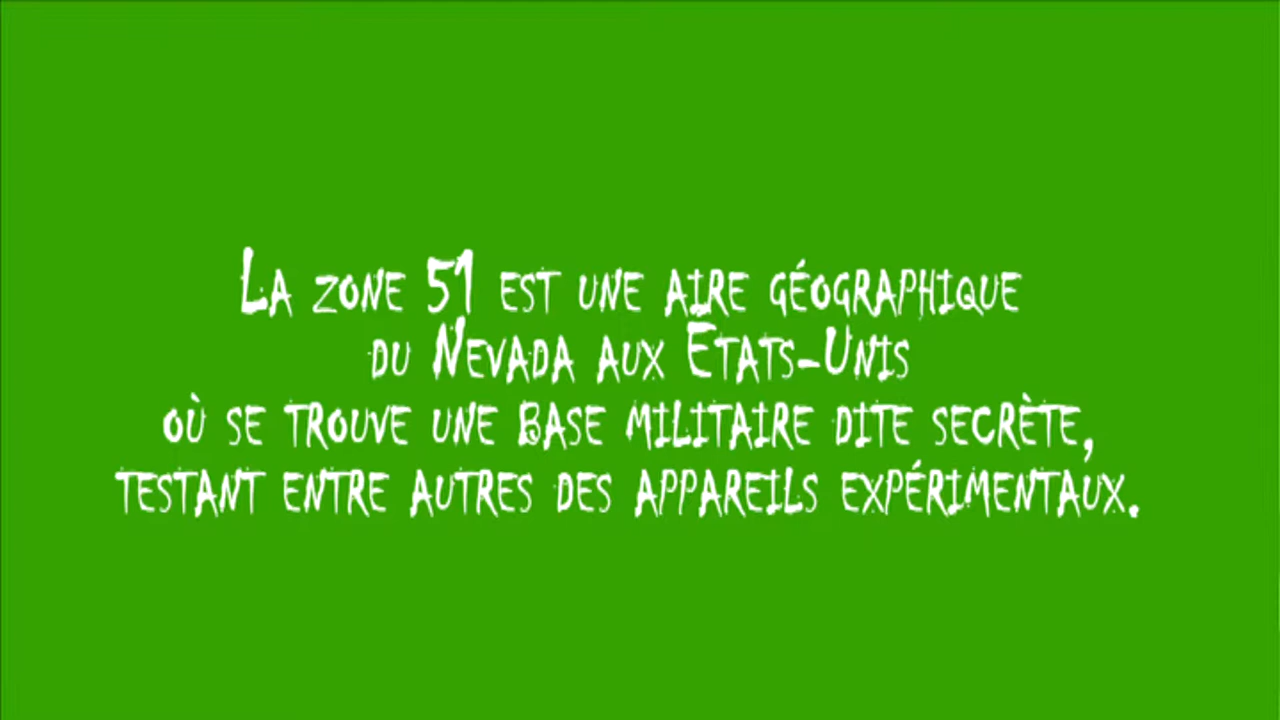 La zone 51 est une aire géographique
du Nevada aux États-Unis
où se trouve une base militaire dite secrète,
testant entre autres des appareils expérimentaux.